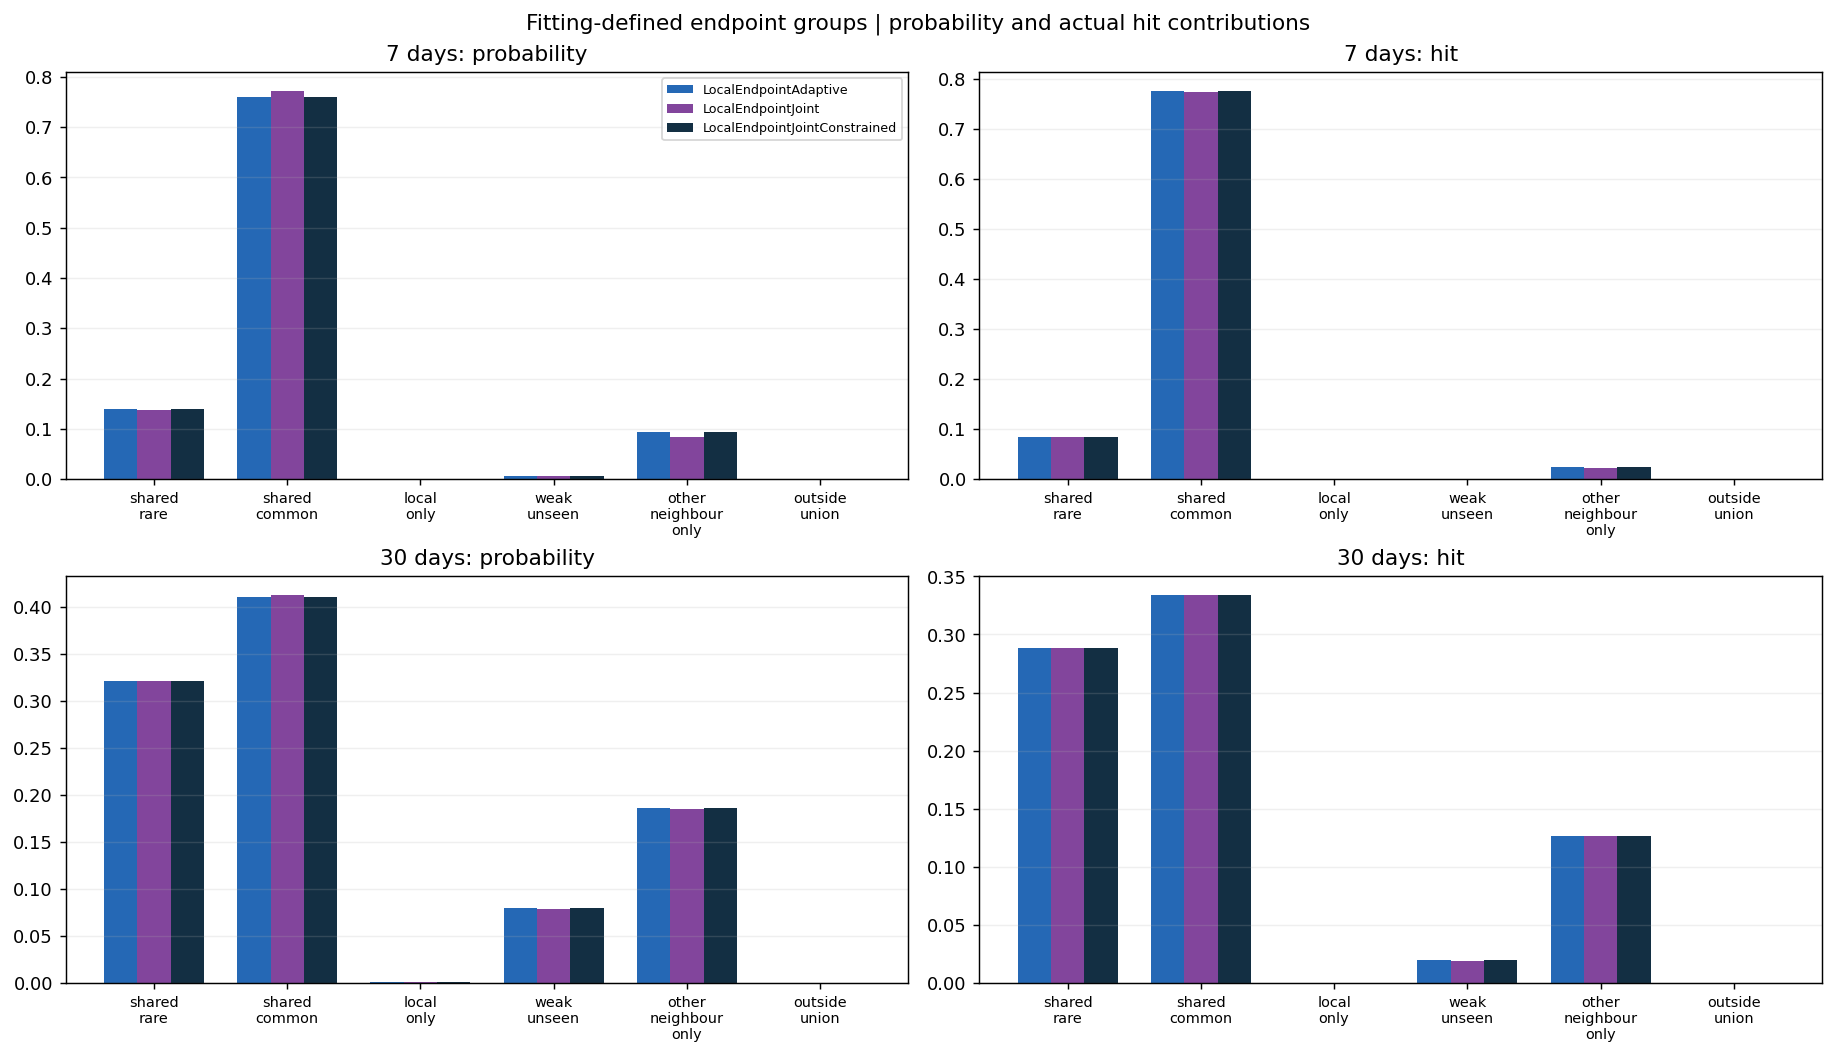 Fitting-defined endpoint groups | probability and actual hit contributions
7 days: probability
0.8
0.7
0.6
0.5
0.4
0.3
0.2
0.1
0.0
LocalEndpointAdaptive
LocalEndpointJoint
LocalEndpointJointConstrained
shared
rare
shared
common
local
only
weak
unseen
other
neighbour
only
outside
union
7 days: hit
0.8
0.7
0.6
0.5
0.4
0.3
0.2
0.1
0.0
shared
rare
shared
common
local
only
weak
unseen
other
neighbour
only
outside
union
30 days: probability
0.40
0.35
0.30
0.25
0.20
0.15
0.10
0.05
0.00
shared
rare
shared
common
local
only
weak
unseen
other
neighbour
only
outside
union
30 days: hit
0.35
0.30
0.25
0.20
0.15
0.10
0.05
0.00
shared
rare
shared
common
local
only
weak
unseen
other
neighbour
only
outside
union